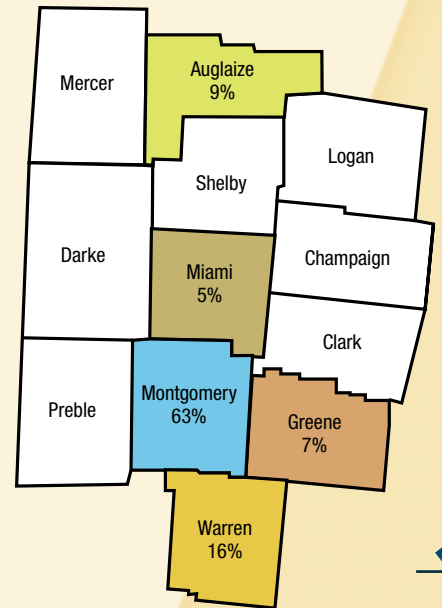 Mercer
Auglaize
9%
Logan
Shelby
Darke
Champaign
Miami
5%
Clark
Preble
Montgomery
63%
Greene
7%
Warren
16%